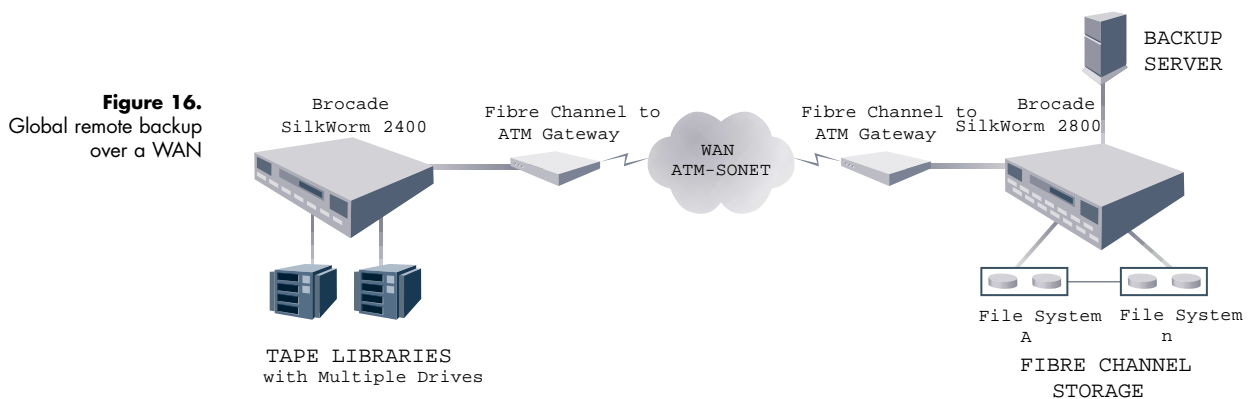 Figure 16.
Global remote backup
over a WAN
Brocade
SilkWorm 2400
Fibre Channel to
ATM Gateway
WAN
ATM-SONET
Fibre Channel to
ATM Gateway
Brocade
SilkWorm 2800
BACKUP
SERVER
TAPE LIBRARIES
with Multiple Drives
File System
A
File System
n
FIBRE CHANNEL
STORAGE